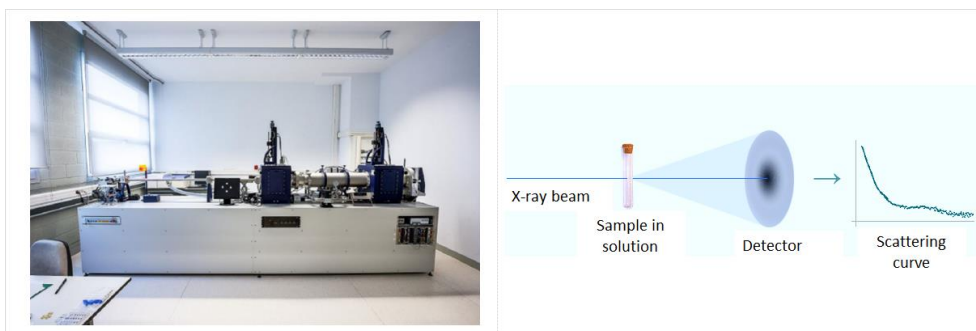 X-ray beam
Sample in
solution
Detector
Scattering
curve